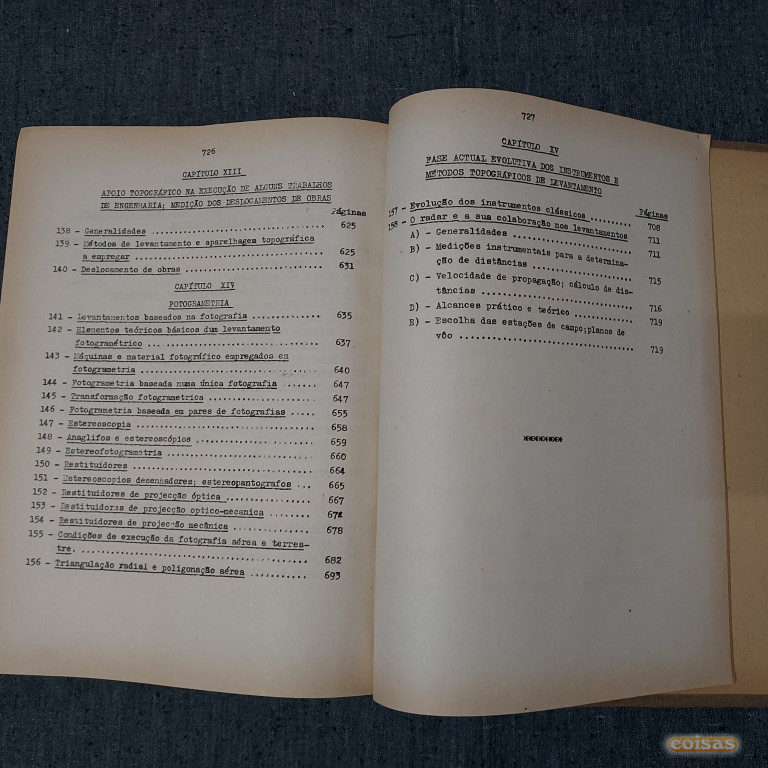 726
CAPÍTULO XIII
APOIO TOPOGRÁFICO NA EXECUÇÃO DE ALGUNS TRABALHOS
DE ENGENHARIA; MEDIÇÃO DOS DESLOCAMENTOS DE OBRAS
Páginas
138 - Generalidades .......... 625
139 - Métodos de levantamento e aparelhagem topográfica
a empregar .......... 625
140 - Deslocamento de obras .......... 631
CAPÍTULO XIV
FOTOGRAMETRIA
141 - Levantamentos baseados na fotografia .......... 635
142 - Elementos teóricos básicos dum levantamento
fotogramétrico .......... 637
143 - Máquinas e material fotográfico empregados em
fotogrametria .......... 640
144 - Fotogrametria baseada numa única fotografia ....... 647
145 - Transformação fotogrametrica .......... 647
146 - Fotogrametria baseada em pares de fotografias ..... 655
147 - Estereoscopia .......... 658
148 - Anaglifos e estereoscópios .......... 659
149 - Estereofotogrametria .......... 660
150 - Restituidores .......... 664
151 - Estereoscopios desenhadores; estereopantografos ... 665
152 - Restituidores de projecção óptica .......... 667
153 - Restituidores de projecção optico-mecanica .......... 672
154 - Restituidores de projecção mecânica .......... 678
155 - Condições de execução da fotografia aérea e terres-
tre. .......... 682
156 - Triangulação radial e poligonação aérea .......... 693
727
CAPÍTULO XV
FASE ACTUAL EVOLUTIVA DOS INSTRUMENTOS E
MÉTODOS TOPOGRÁFICOS DE LEVANTAMENTO
Páginas
157 - Evolução dos instrumentos clássicos .......... 708
158 - O radar e a sua colaboração nos levantamentos 711
A) - Generalidades .......... 711
B) - Medições instrumentais para a determina-
ção de distâncias .......... 715
C) - Velocidade de propagação; cálculo de dis-
tâncias .......... 716
D) - Alcances prático e teórico .......... 719
E) - Escolha das estações de campo;planos de
vôo .......... 719
********
coisas